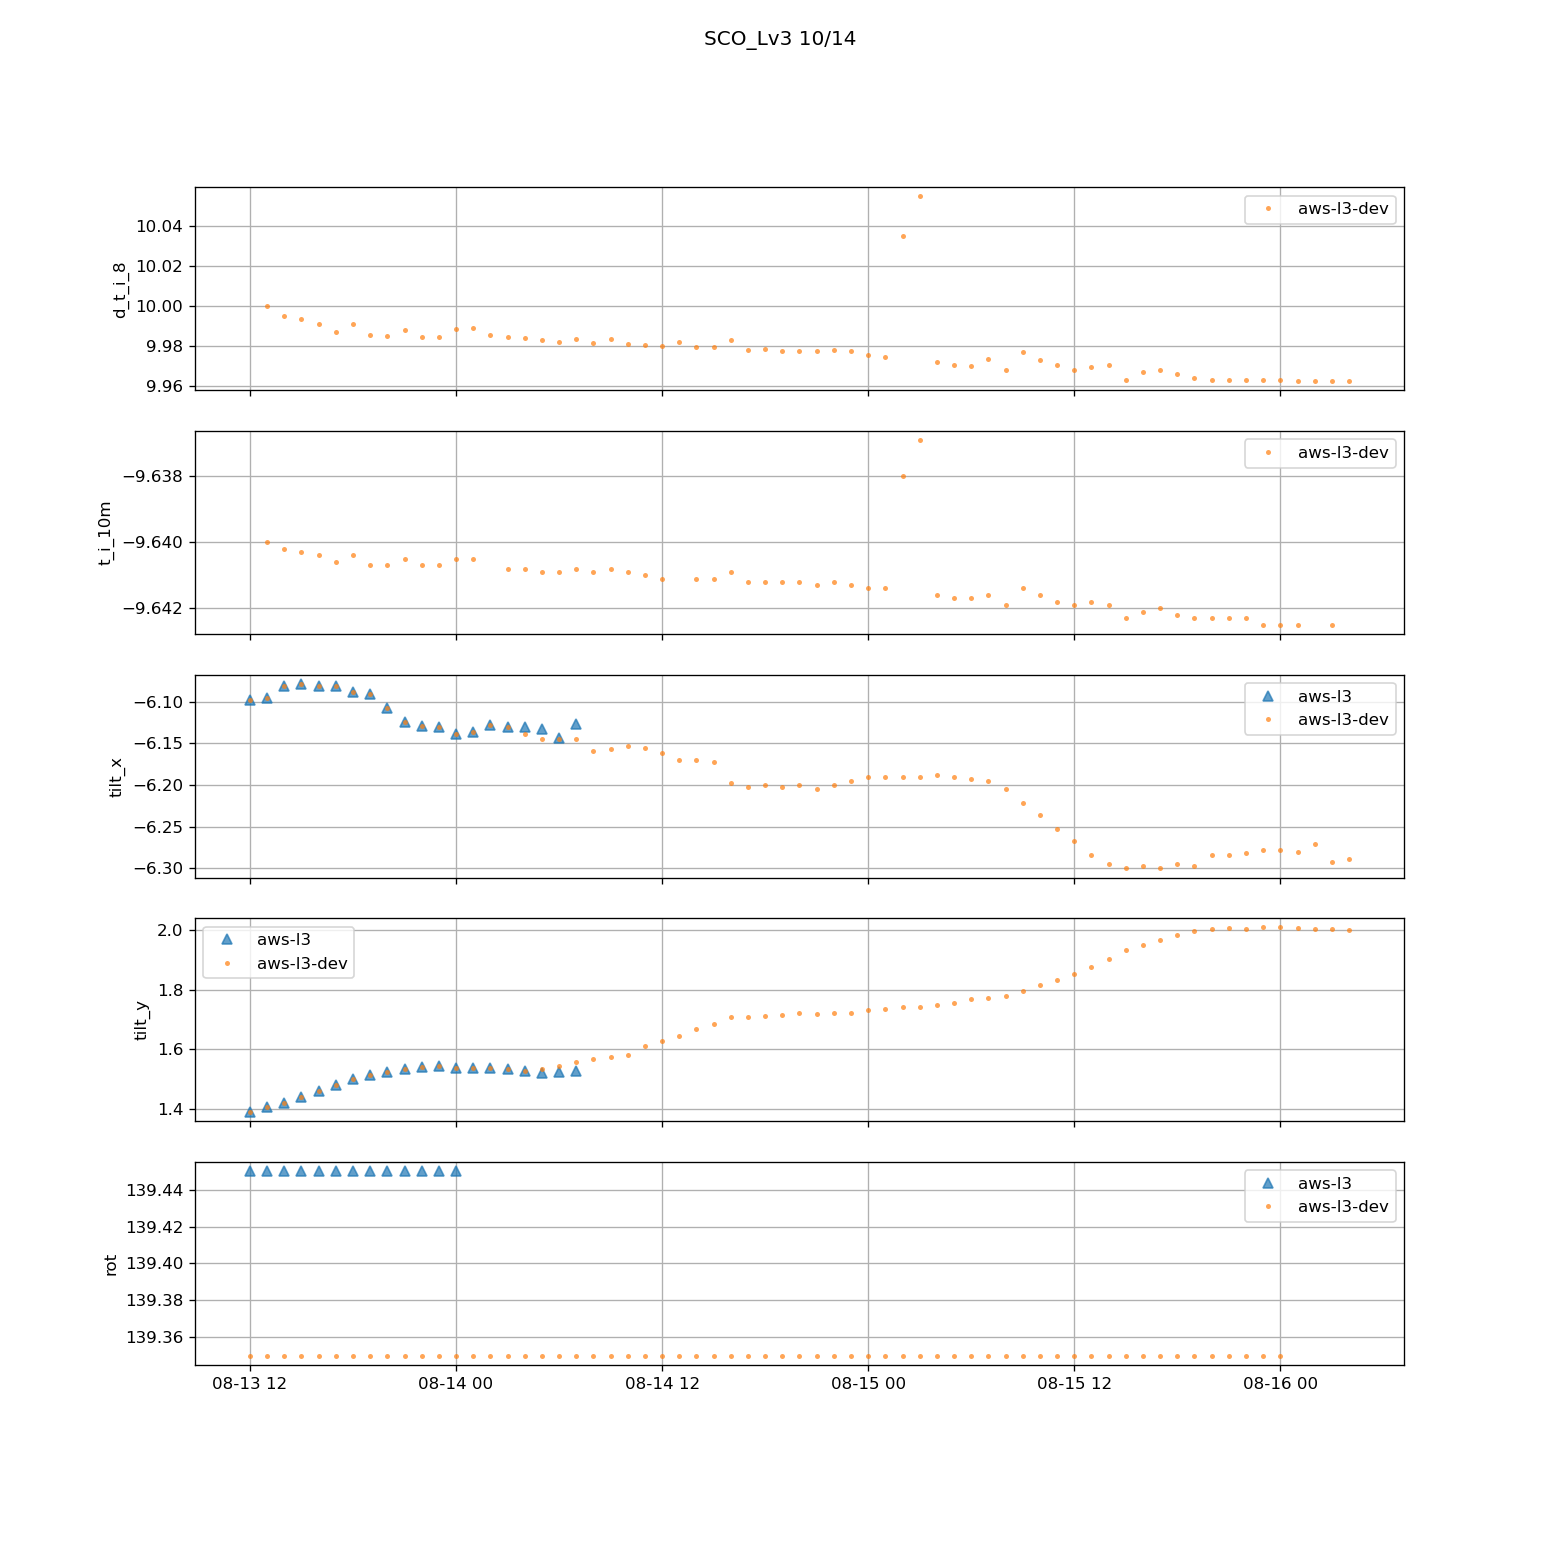 SCO_Lv3 10/14
d_t_i_8
10.04
10.02
10.00
9.98
9.96
aws-l3-dev
t_i_10m
−9.638
−9.640
−9.642
aws-l3-dev
tilt_x
−6.10
−6.15
−6.20
−6.25
−6.30
aws-l3
aws-l3-dev
tilt_y
2.0
1.8
1.6
1.4
aws-l3
aws-l3-dev
rot
139.44
139.42
139.40
139.38
139.36
aws-l3
aws-l3-dev
08-13 12 08-14 00 08-14 12 08-15 00 08-15 12 08-16 00